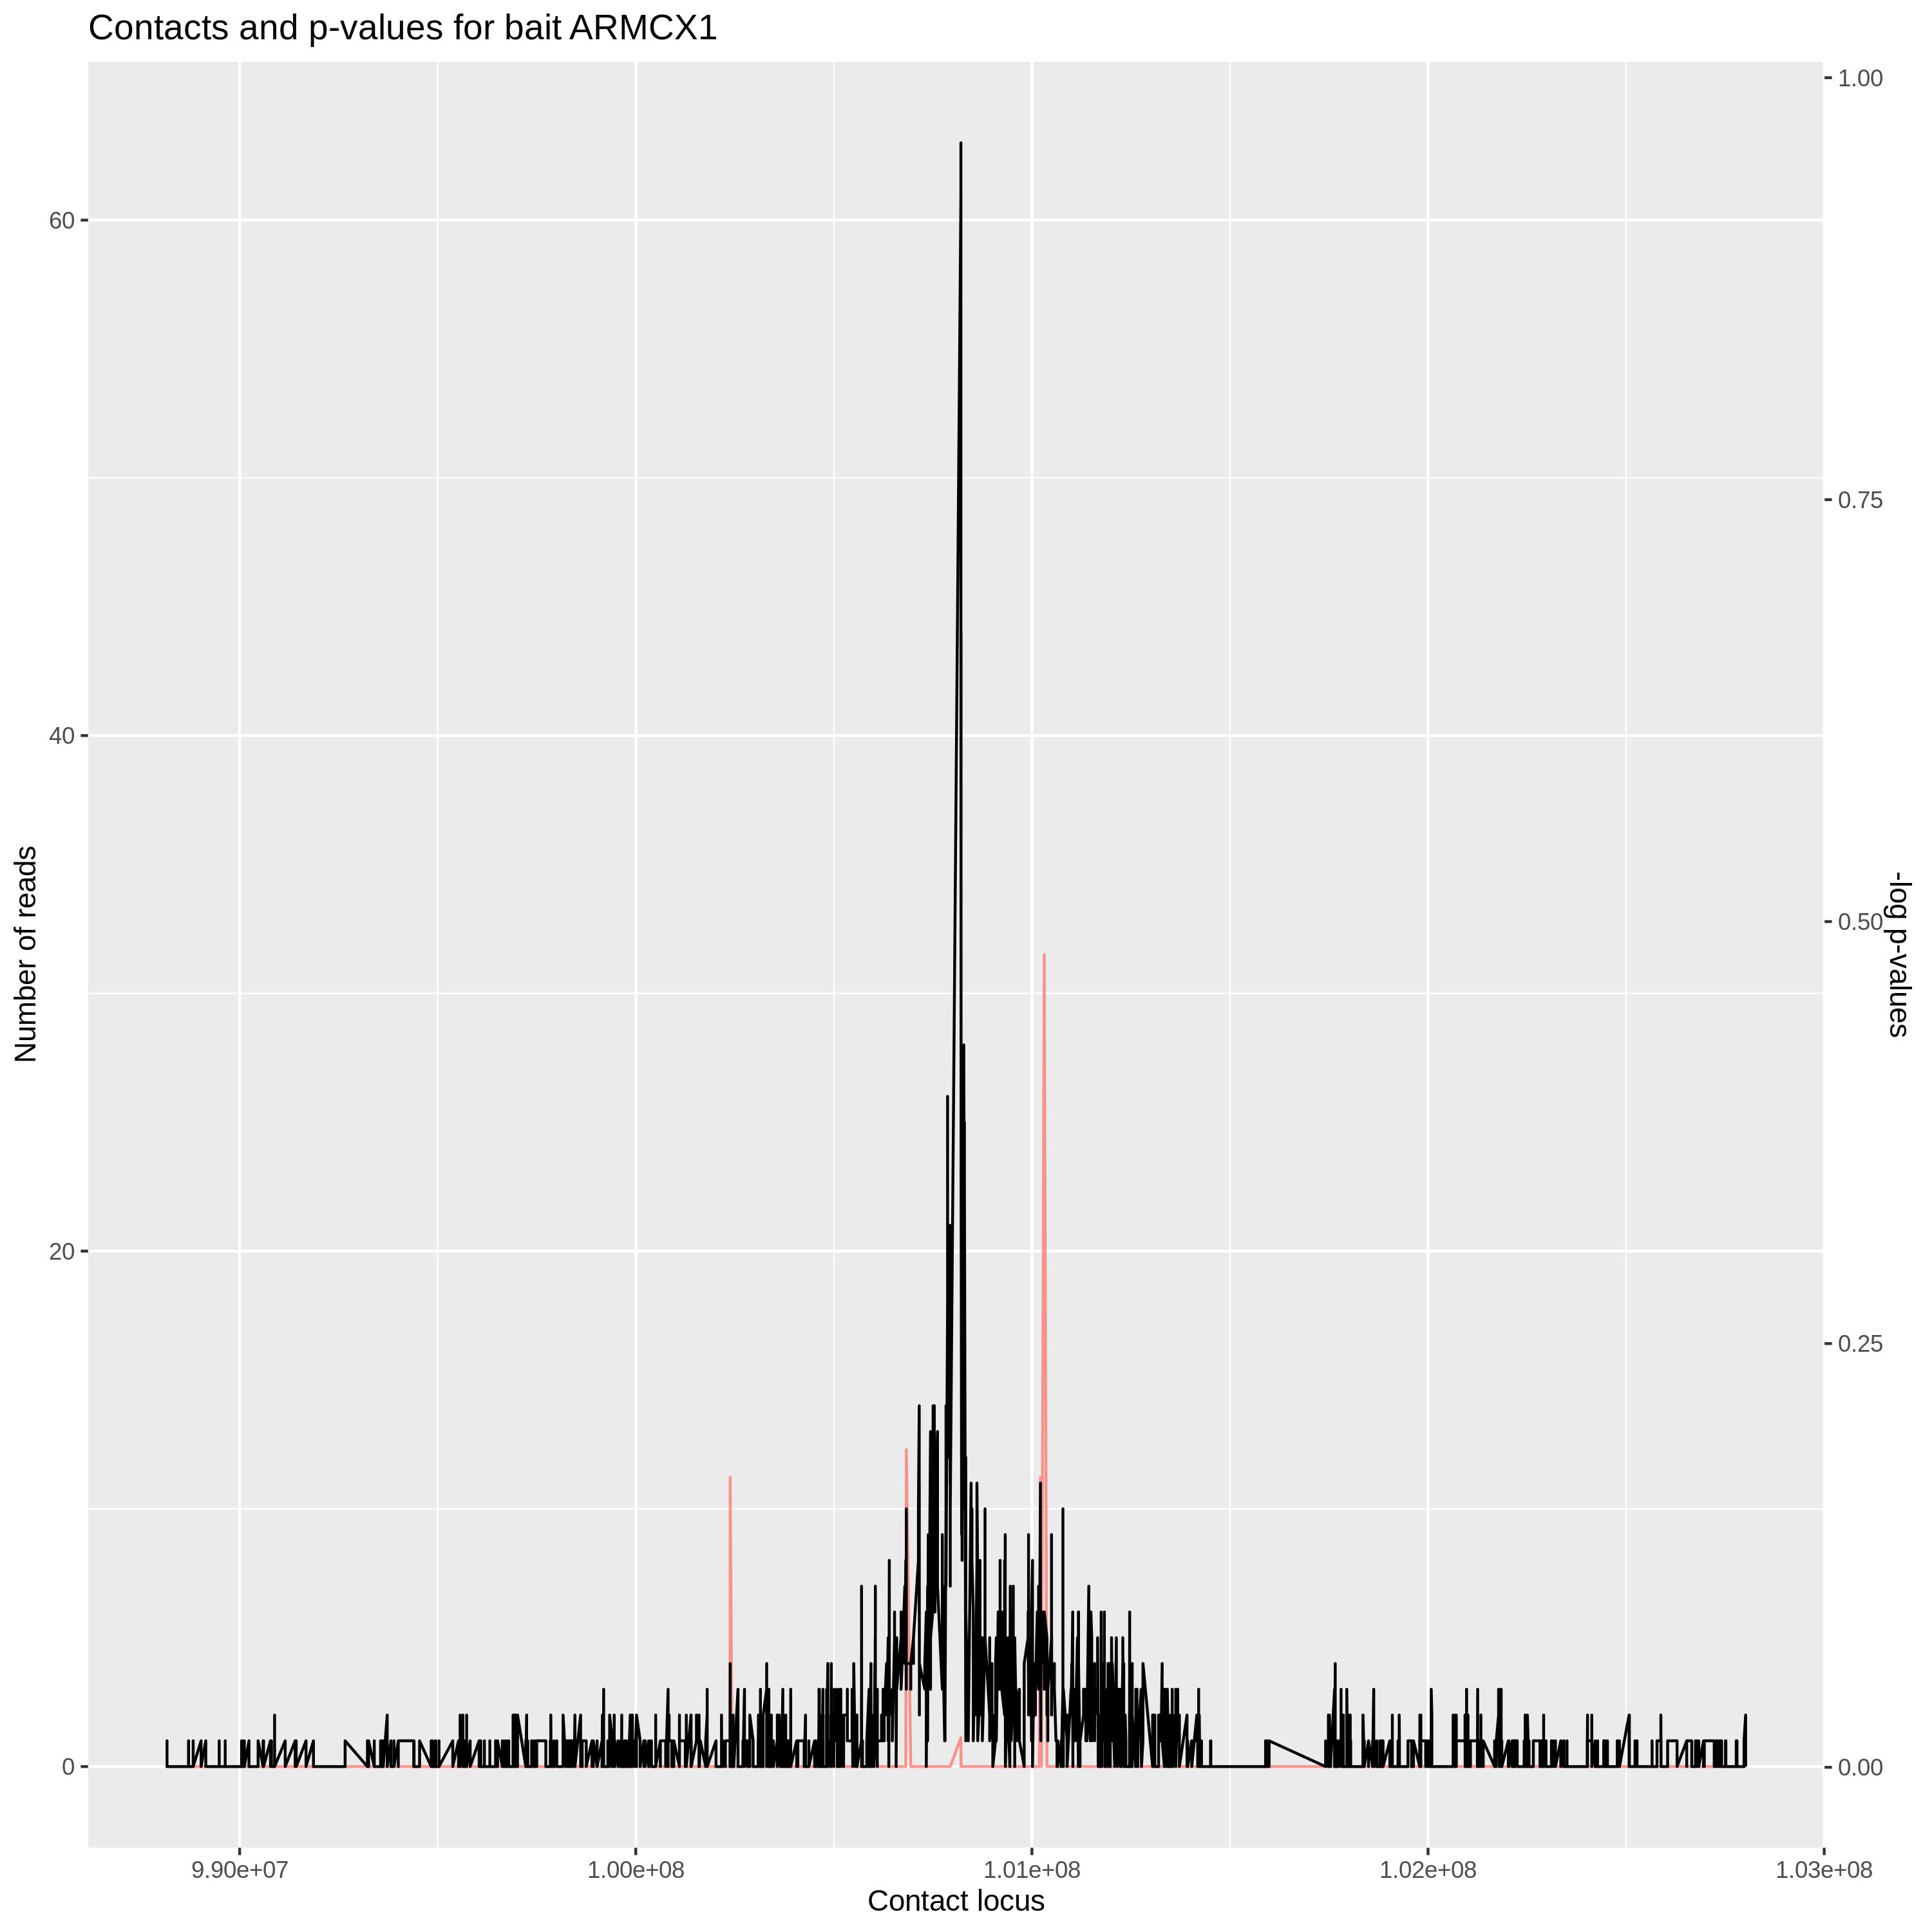 Contacts and p-values for bait ARMCX1
1.00
60
0.75
40
Number of reads
-log p-values
0.50
20
0.25
0
0.00
9.90e+07
1.00e+08
1.01e+08
1.02e+08
1.03e+08
Contact locus